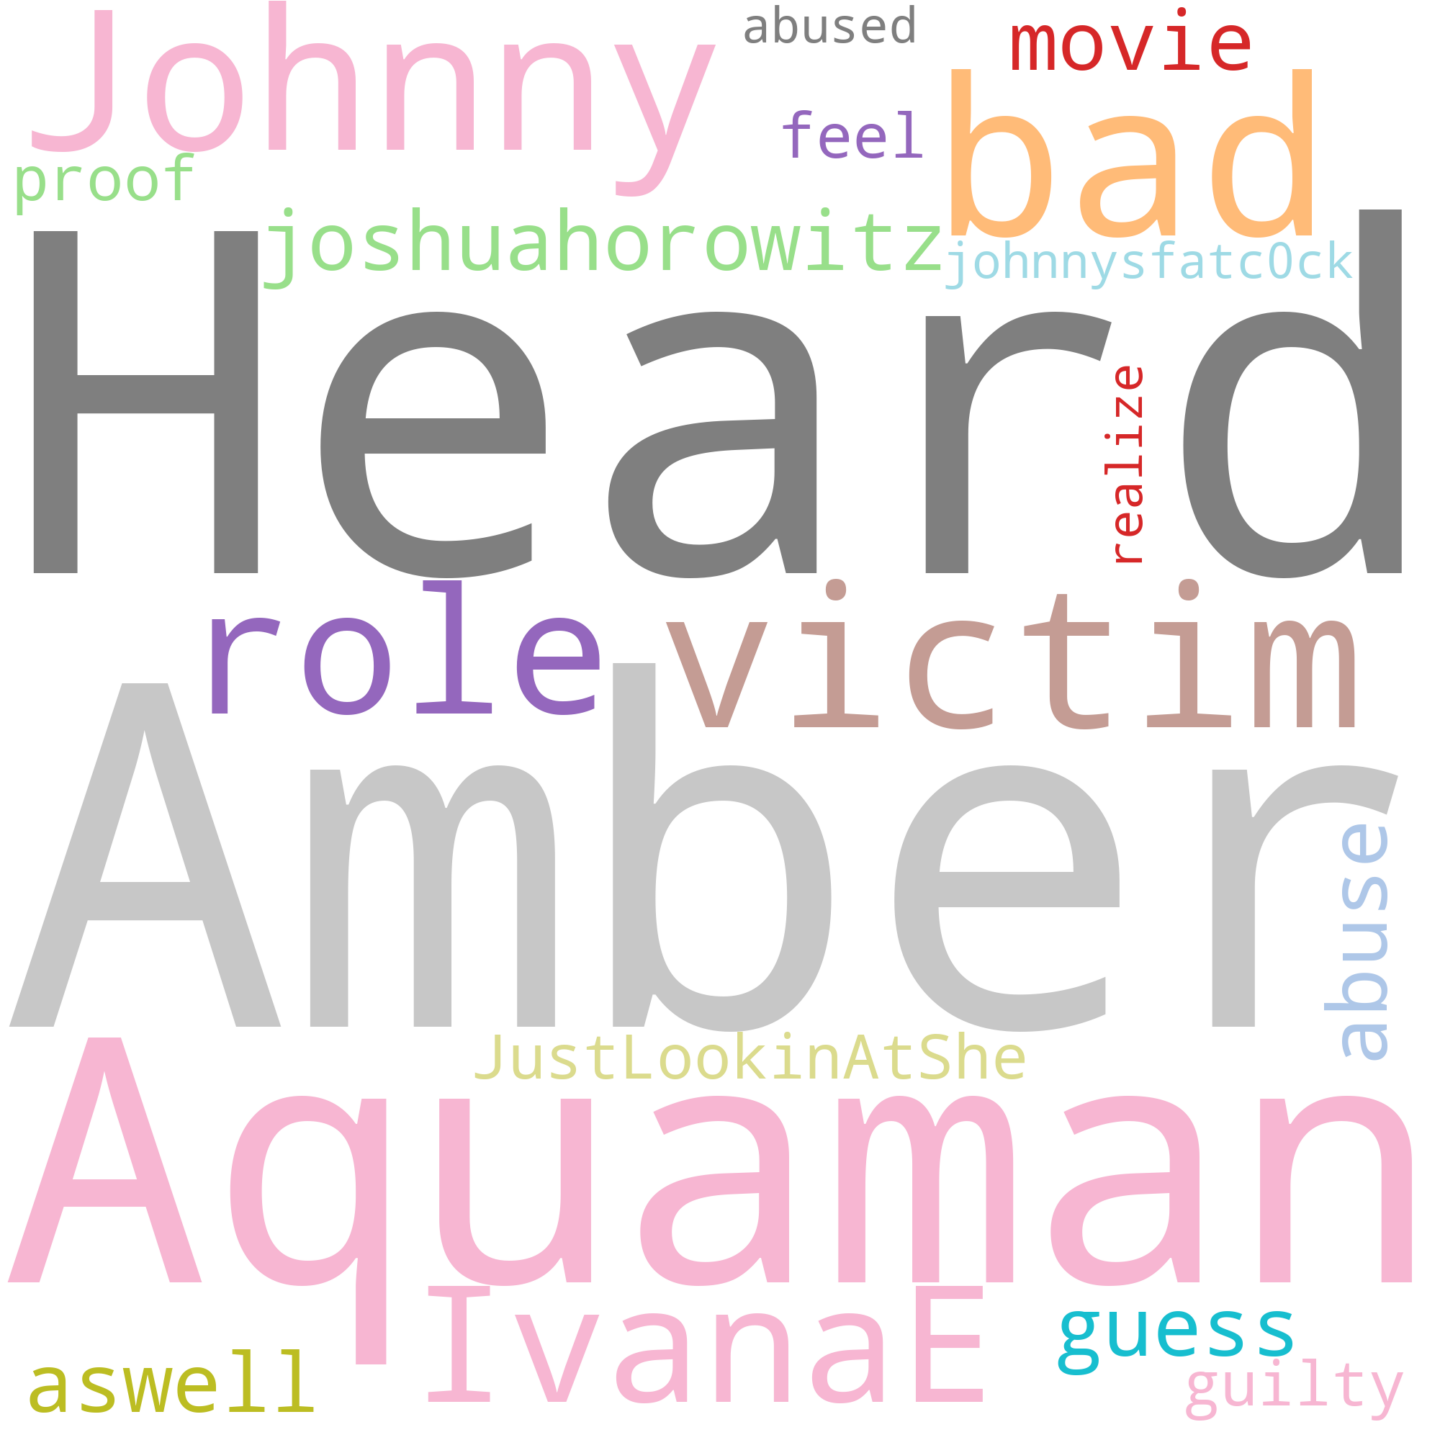 Johnny
abused
movie
feel
bad
proof
joshuahorowitz
johnnysfatc0ck
Heard
realize
role
victim
Amber
abuse
JustLookinAtShe
Aquaman
IvanaE
guess
aswell
guilty